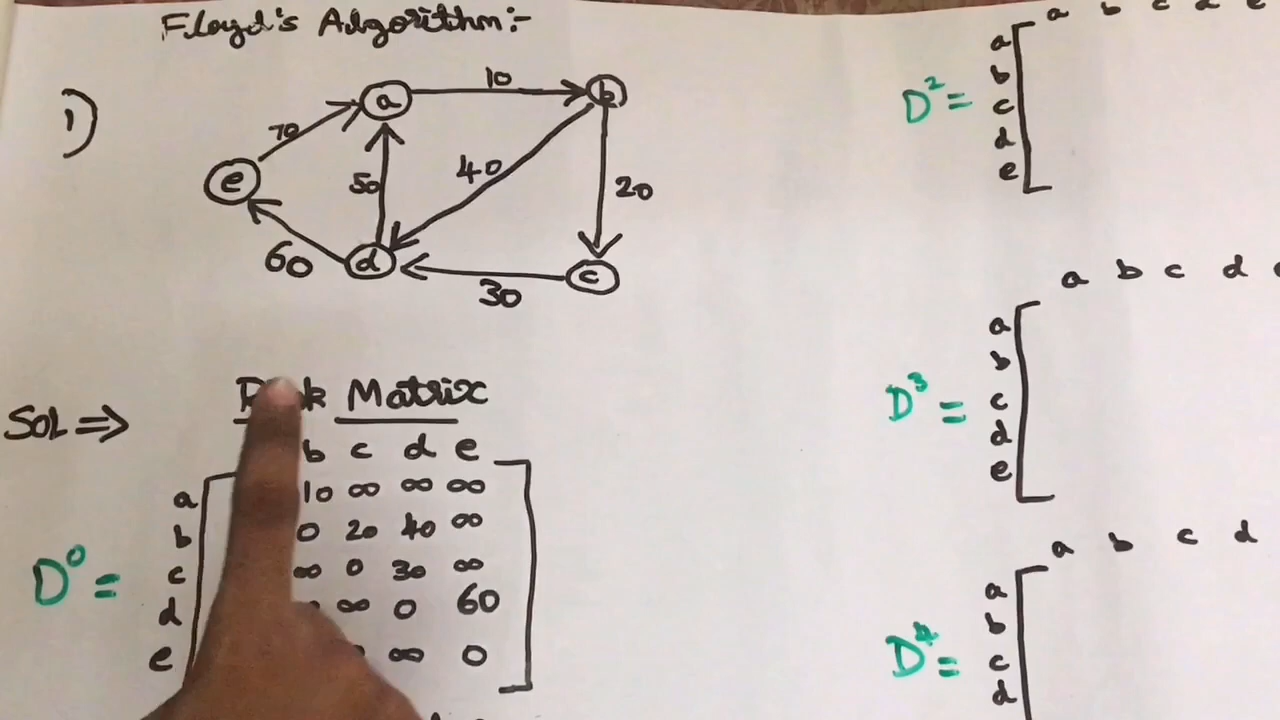 Floyd's Algorithm:-
1)
a 10 b
70
e 50 40 20
60 d 30 c
SOL ⇒ Matrix
b c d e
a 10 ∞ ∞ ∞
b 0 20 40 ∞
D⁰ =
c ∞ 0 30 ∞
d ∞ 0 60
e ∞ 0
a b c d e
D² =
a
b
c
d
e
a b c d
D³ =
a
b
c
d
e
a b c d
D⁴ =
a
b
c
d